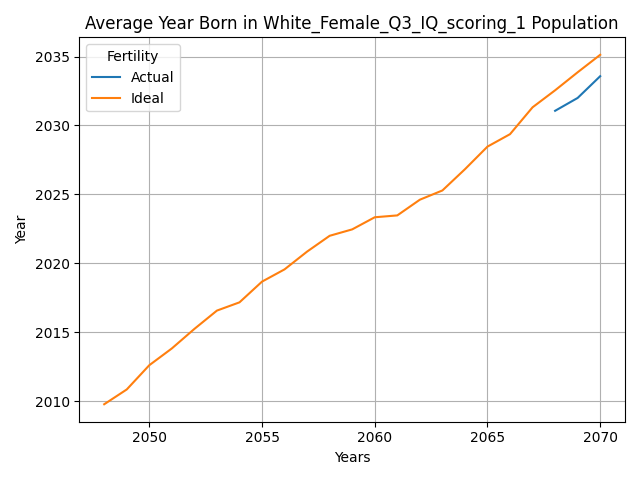 Average Year Born in White_Female_Q3_IQ_scoring_1 Population
Fertility
Actual
Ideal
2035
2030
2025
2020
2015
2010
Year
2050 2055 2060 2065 2070
Years